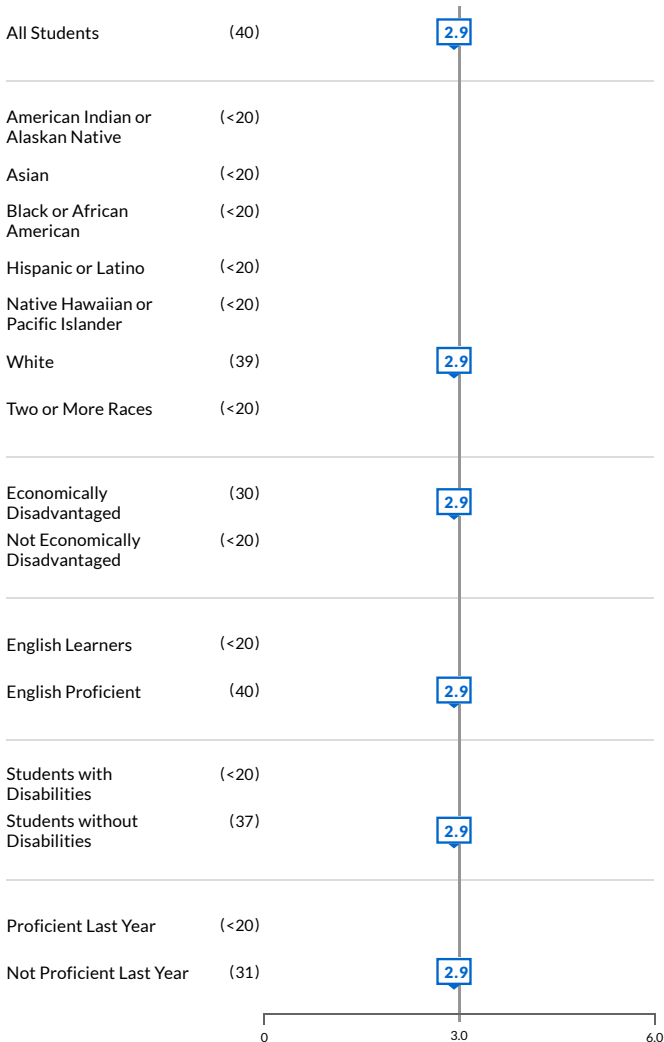 All Students (40) 2.9
American Indian or (<20)
Alaskan Native
Asian (<20)
Black or African (<20)
American
Hispanic or Latino (<20)
Native Hawaiian or (<20)
Pacific Islander
White (39) 2.9
Two or More Races (<20)
Economically (30) 2.9
Disadvantaged
Not Economically (<20)
Disadvantaged
English Learners (<20)
English Proficient (40) 2.9
Students with (<20)
Disabilities
Students without (37) 2.9
Disabilities
Proficient Last Year (<20)
Not Proficient Last Year (31) 2.9
0 3.0 6.0